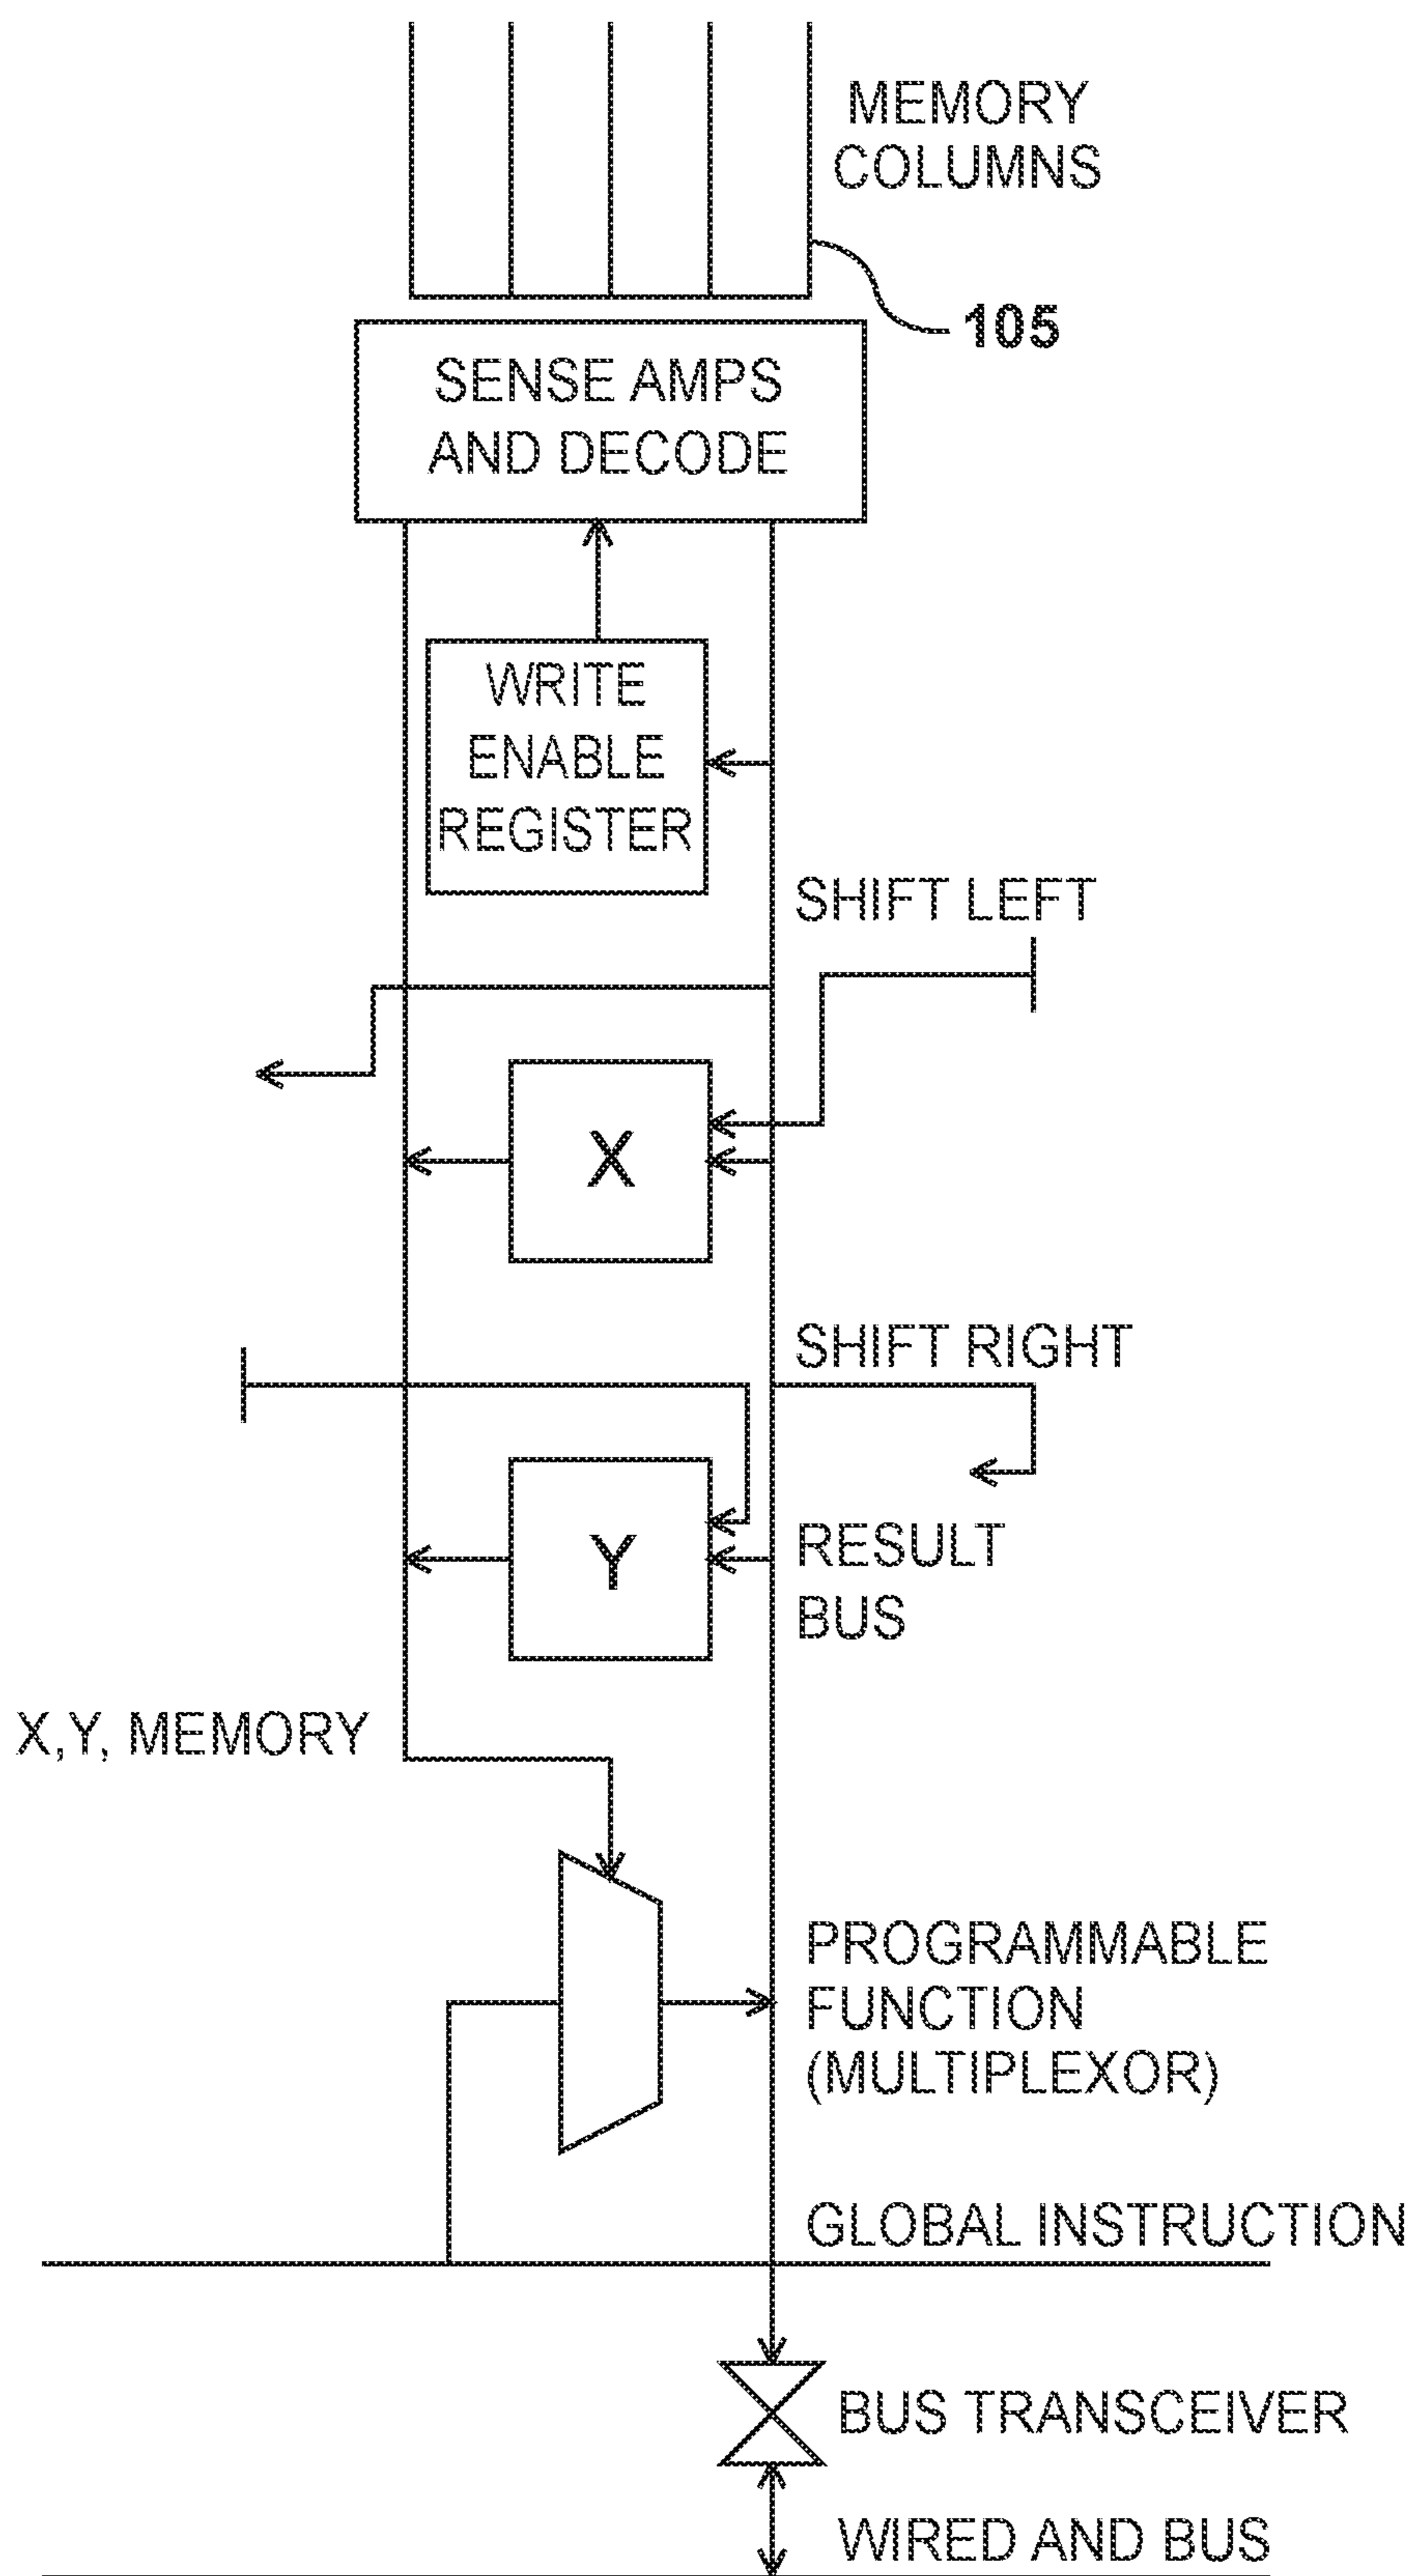 MEMORY
COLUMNS
105
SENSE AMPS
AND DECODE
WRITE
ENABLE
REGISTER
SHIFT LEFT
X
SHIFT RIGHT
Y
RESULT
BUS
X,Y, MEMORY
PROGRAMMABLE
FUNCTION
(MULTIPLEXOR)
GLOBAL INSTRUCTION
BUS TRANSCEIVER
WIRED AND BUS